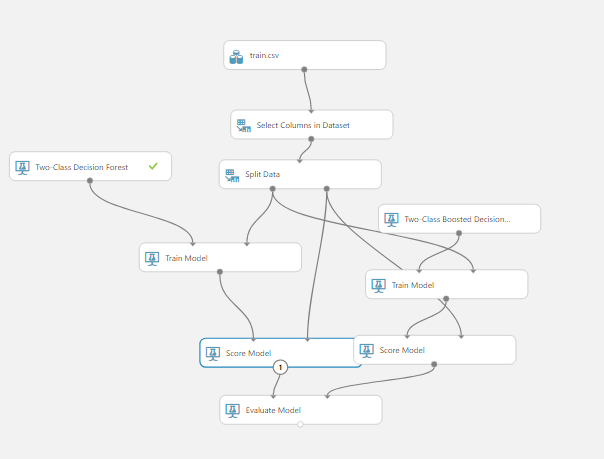 train.csv
Select Columns in Dataset
Two-Class Decision Forest
Split Data
Two-Class Boosted Decision...
Train Model
Train Model
Score Model
Score Model
1
Evaluate Model